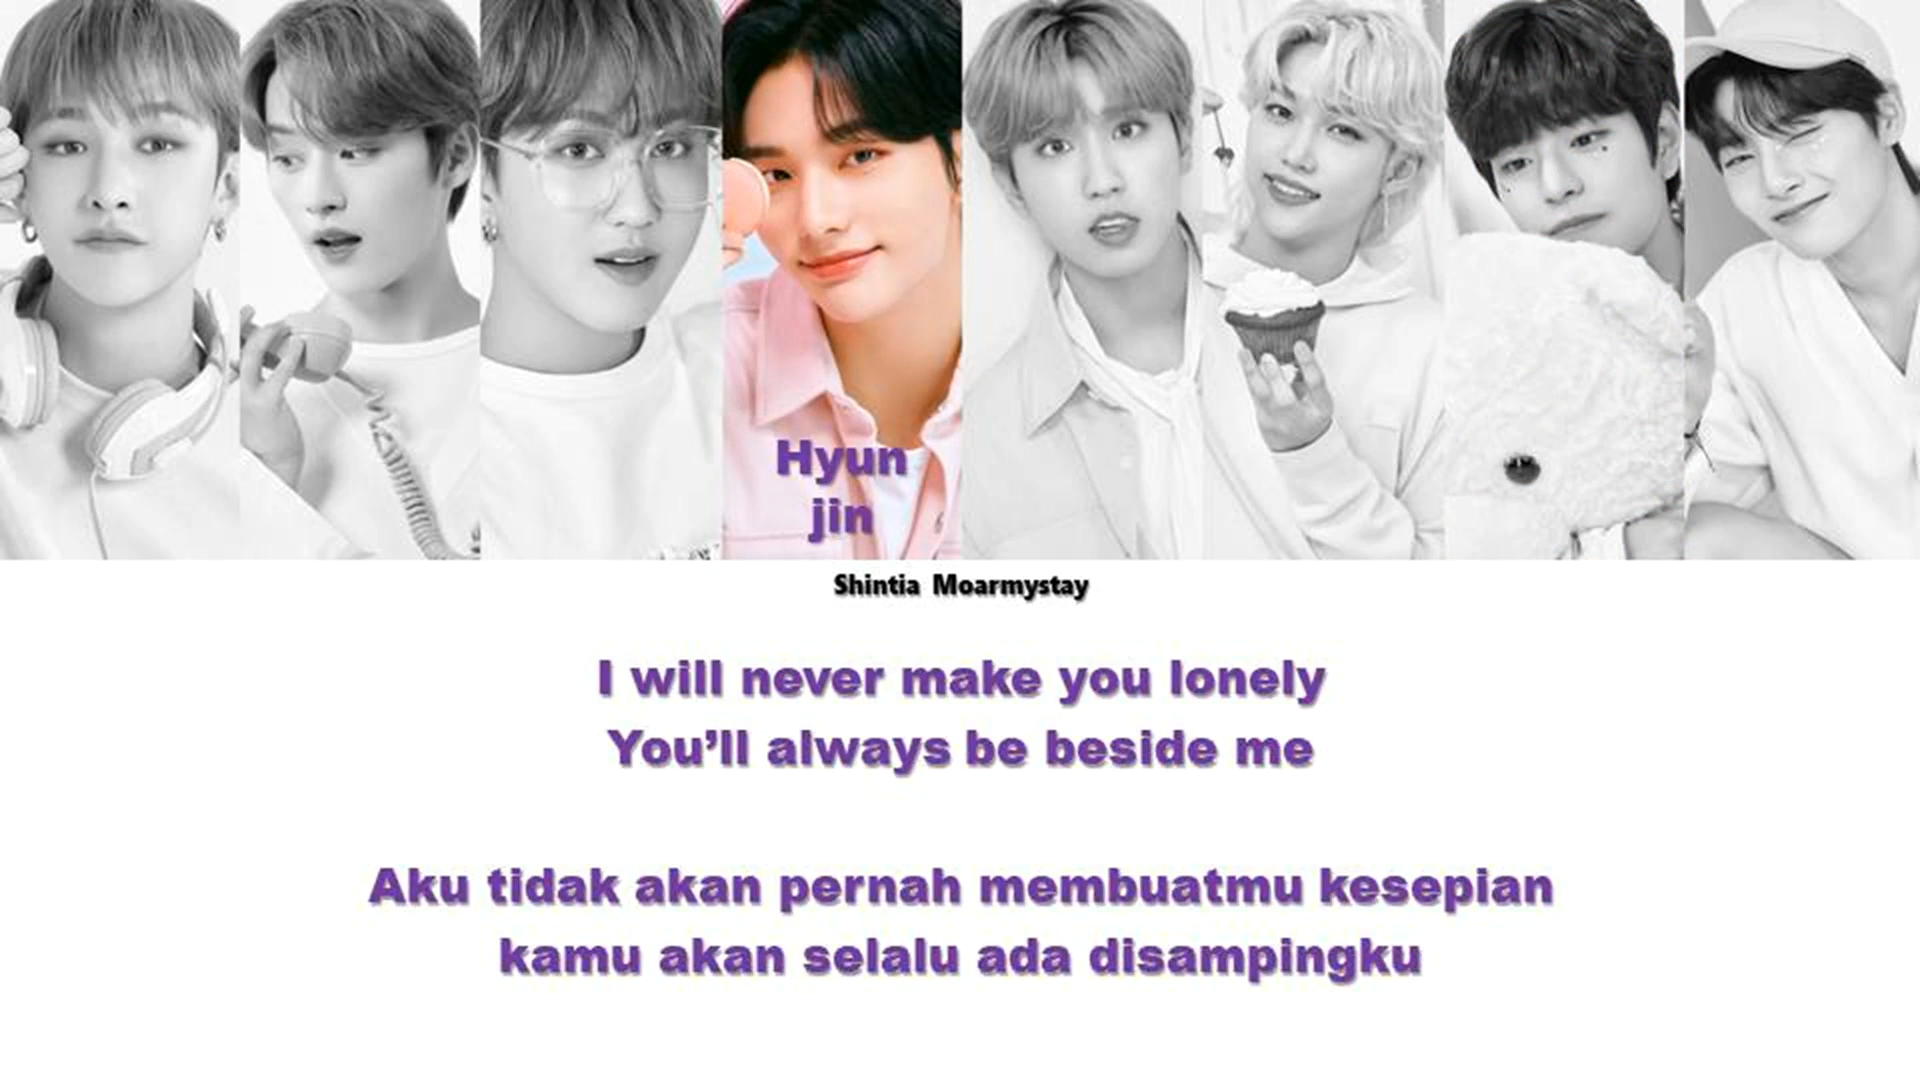 Hyun
jin
Shintia Moarmystay
I will never make you lonely
You’ll always be beside me
Aku tidak akan pernah membuatmu kesepian
kamu akan selalu ada disampingku